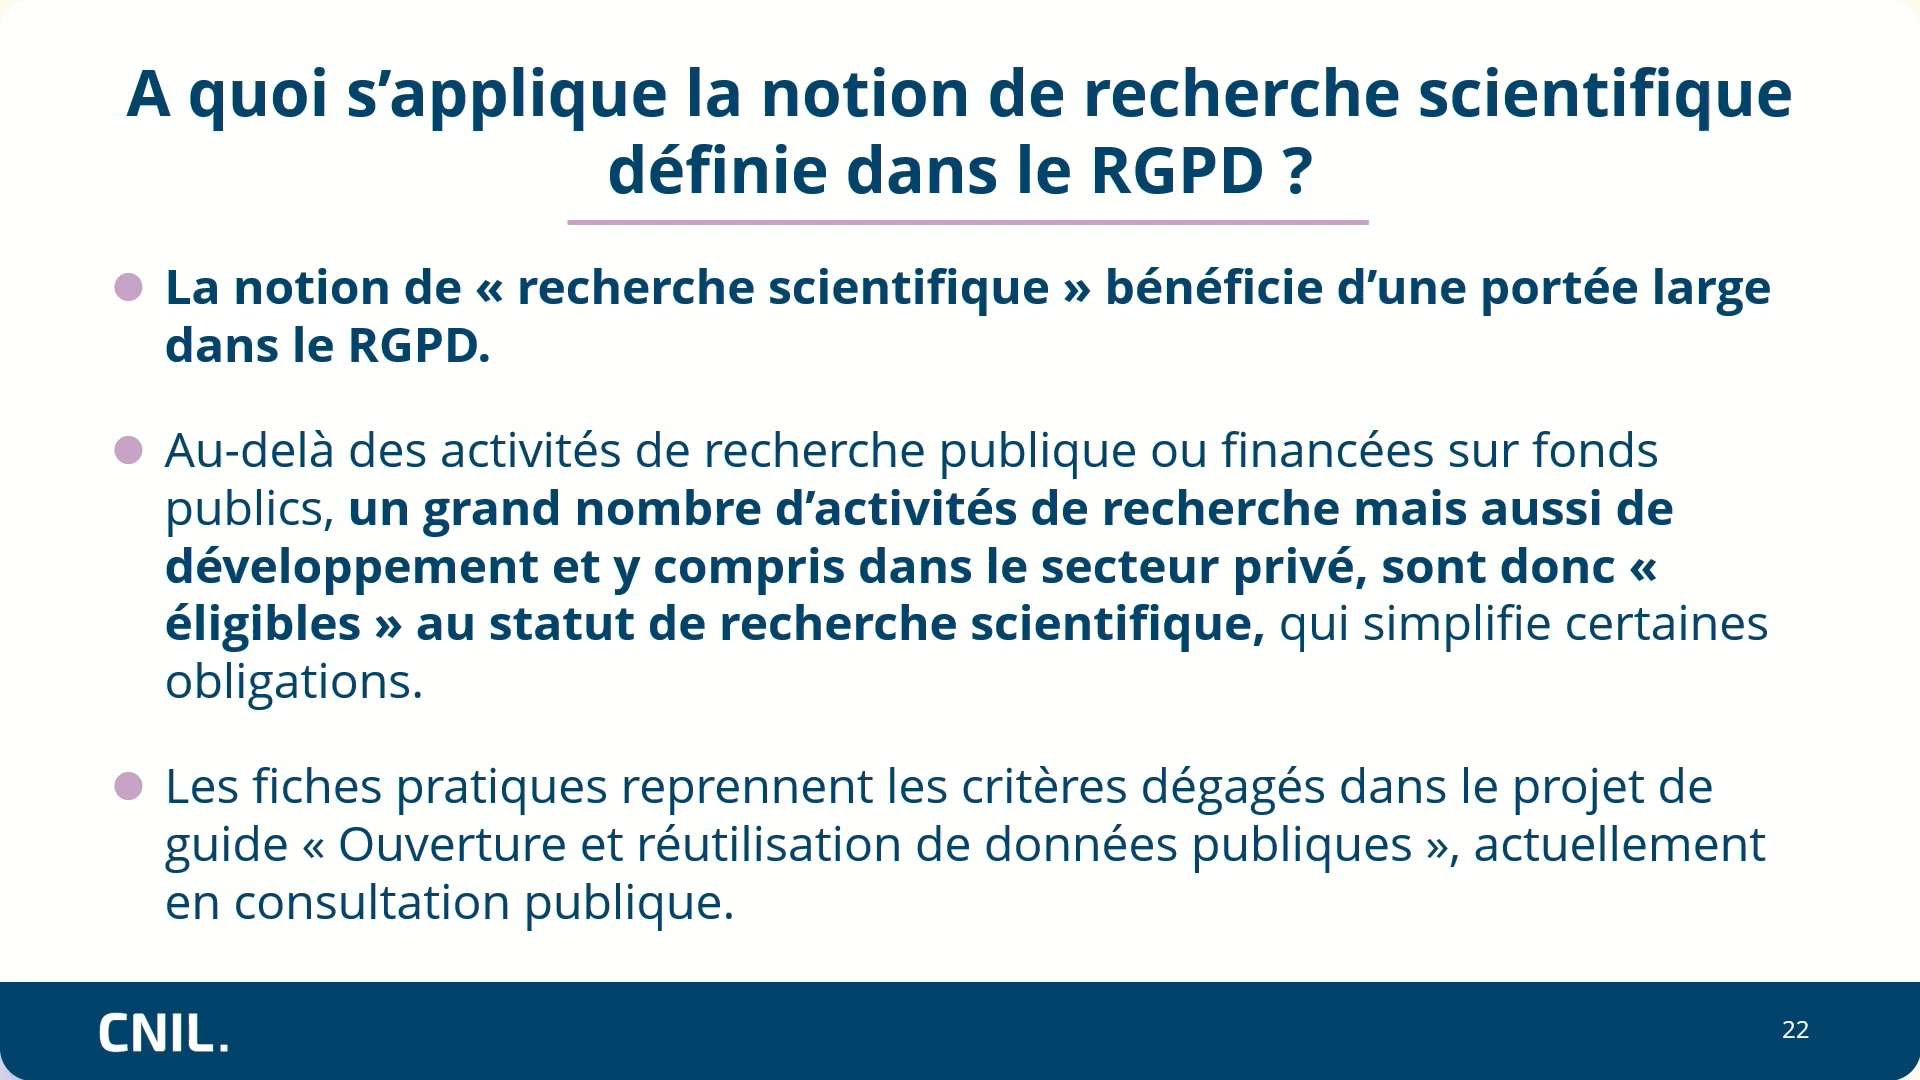 A quoi s’applique la notion de recherche scientifique
définie dans le RGPD ?
La notion de « recherche scientifique » bénéficie d’une portée large
dans le RGPD.
Au-delà des activités de recherche publique ou financées sur fonds
publics, un grand nombre d’activités de recherche mais aussi de
développement et y compris dans le secteur privé, sont donc «
éligibles » au statut de recherche scientifique, qui simplifie certaines
obligations.
Les fiches pratiques reprennent les critères dégagés dans le projet de
guide « Ouverture et réutilisation de données publiques », actuellement
en consultation publique.
CNIL.
22